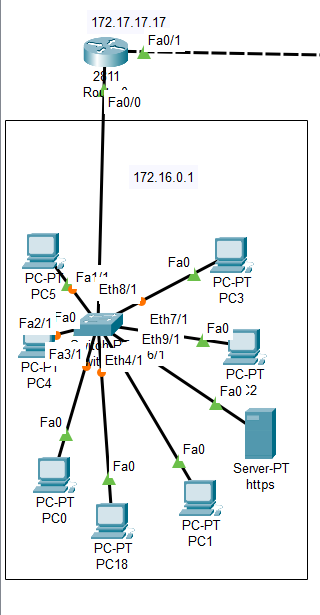 172.17.17.17
Fa0/1
2811
Fa0/0
172.16.0.1
Fa0
Eth8/1
PC-PT
PC5
PC-PT
PC3
Fa2/1
Fa0
Eth7/1
Fa0
Eth9/1
Fa3/1
Eth4/1
6/1
PC4
PC-PT
Fa0
Fa0
Server-PT
https
Fa0
Fa0
PC-PT
PC0
PC-PT
PC18
PC-PT
PC1